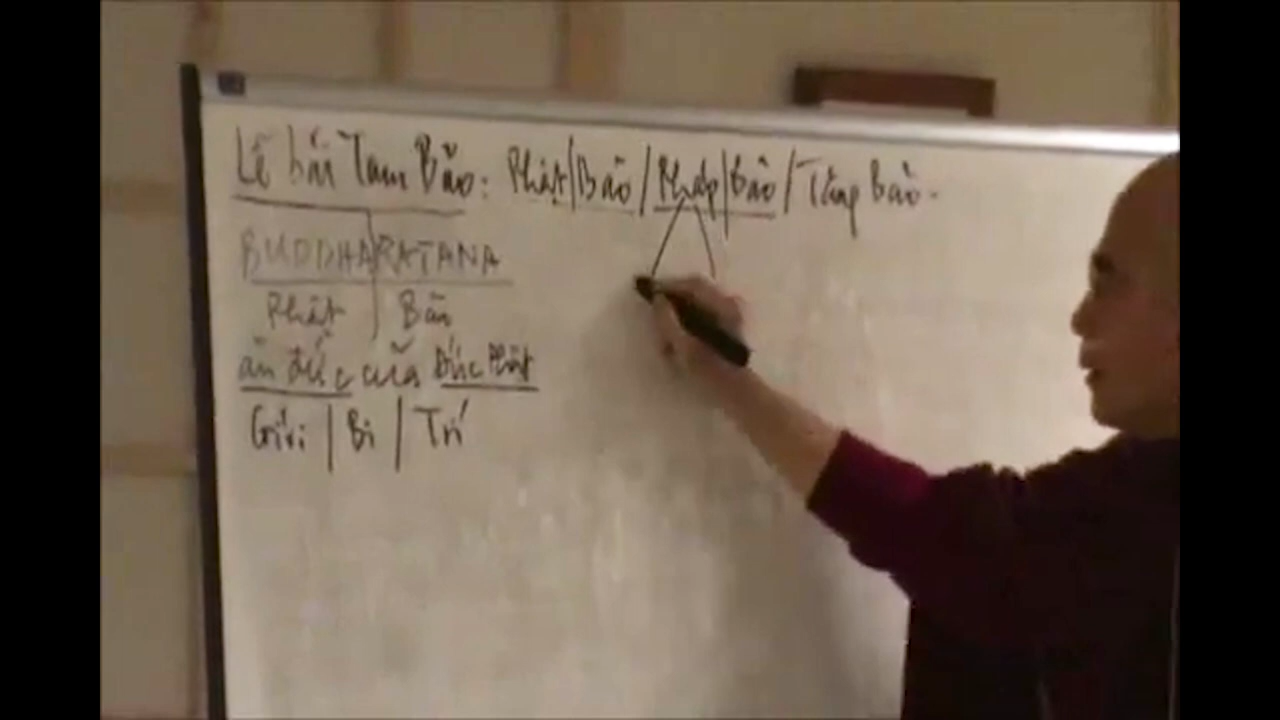 Lễ bái Tam Bảo: Phật/Bảo / Pháp/Bảo / Tăng Bảo.
BUDDHARATANA
Phật Bảo
ân đức của Đức Phật
Giới / Bi / Trí